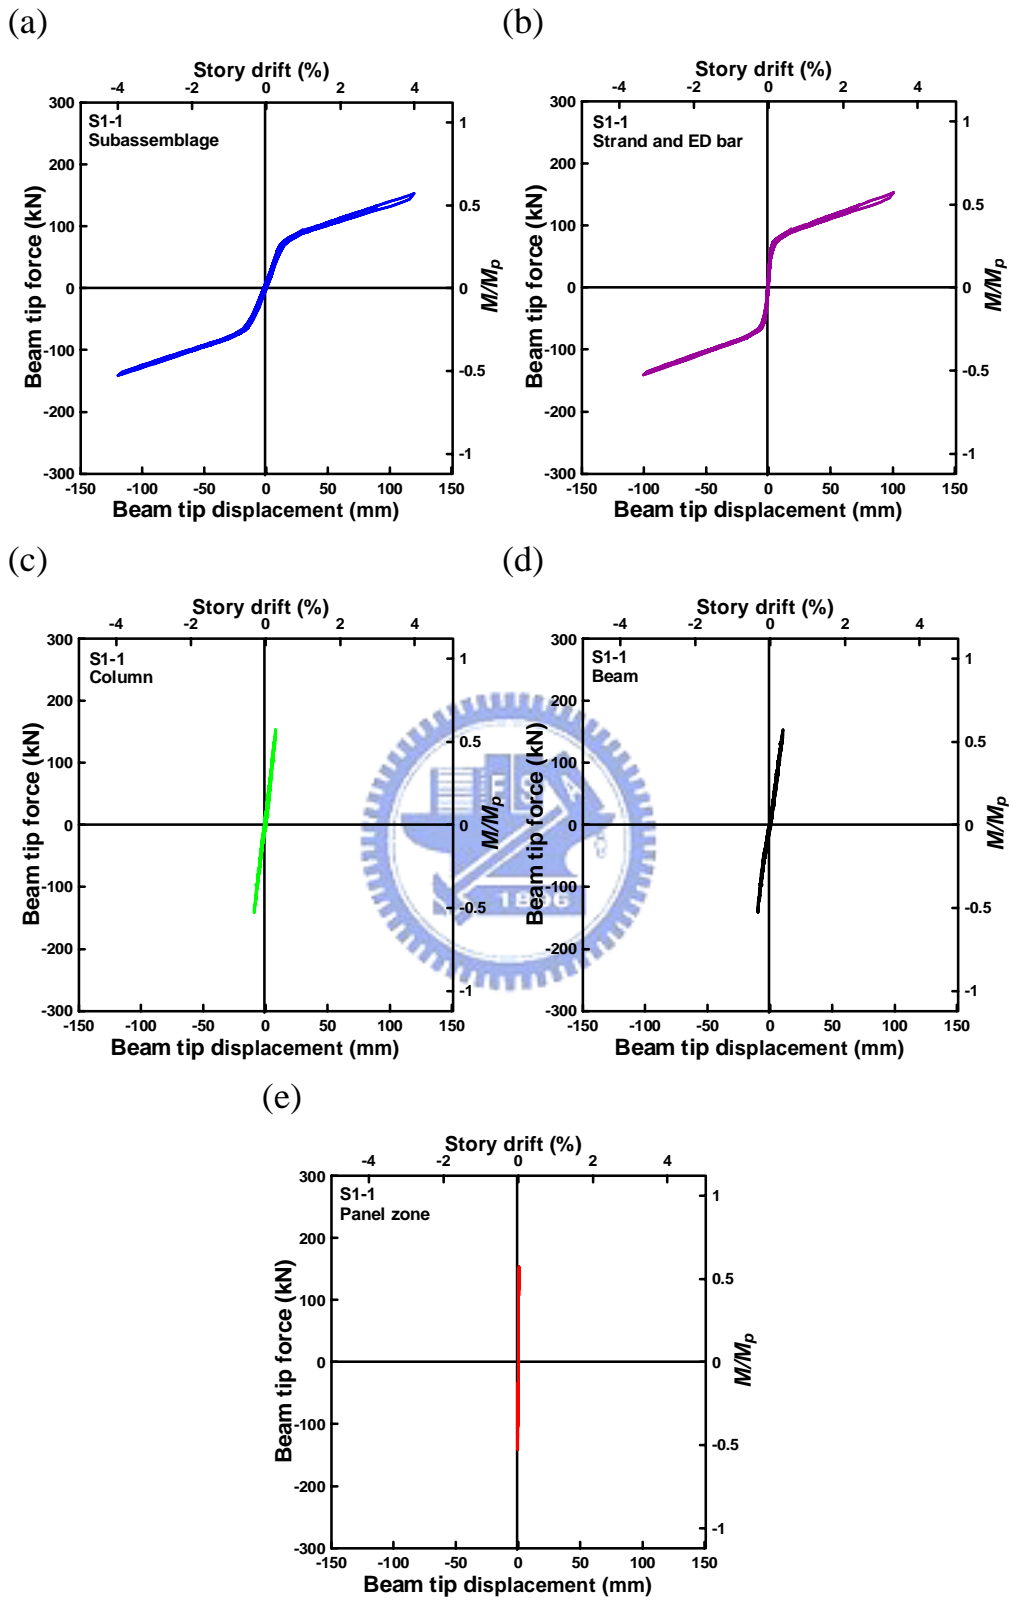 (a)
(b)
Story drift (%)
-4 -2 0 2 4
300
200
100
0
-100
-200
-300
S1-1
Subassemblage
Beam tip force (kN)
1
0.5
0
-0.5
-1
M/Mp
-150 -100 -50 0 50 100 150
Beam tip displacement (mm)
Story drift (%)
-4 -2 0 2 4
300
200
100
0
-100
-200
-300
S1-1
Strand and ED bar
Beam tip force (kN)
1
0.5
0
-0.5
-1
M/Mp
-150 -100 -50 0 50 100 150
Beam tip displacement (mm)
(c)
(d)
Story drift (%)
-4 -2 0 2 4
300
200
100
0
-100
-200
-300
S1-1
Column
Beam tip force (kN)
1
0.5
0
-0.5
-1
M/Mp
-150 -100 -50 0 50 100 150
Beam tip displacement (mm)
Story drift (%)
-4 -2 0 2 4
300
200
100
0
-100
-200
-300
S1-1
Beam
Beam tip force (kN)
1
0.5
0
-0.5
-1
M/Mp
-150 -100 -50 0 50 100 150
Beam tip displacement (mm)
1896
(e)
Story drift (%)
-4 -2 0 2 4
300
200
100
0
-100
-200
-300
S1-1
Panel zone
Beam tip force (kN)
1
0.5
0
-0.5
-1
M/Mp
-150 -100 -50 0 50 100 150
Beam tip displacement (mm)